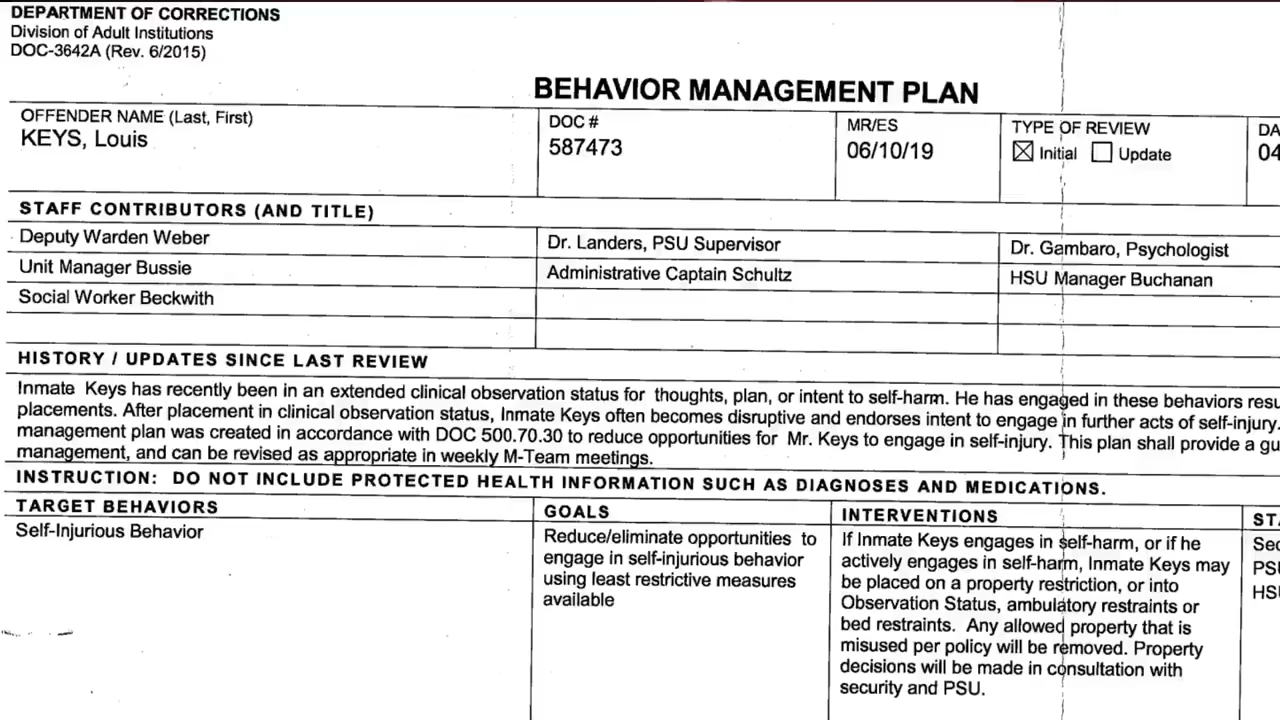 DEPARTMENT OF CORRECTIONS
Division of Adult Institutions
DOC-3642A (Rev. 6/2015)
BEHAVIOR MANAGEMENT PLAN
OFFENDER NAME (Last, First)
KEYS, Louis
DOC #
587473
MR/ES
06/10/19
TYPE OF REVIEW
Initial Update
DA
04
STAFF CONTRIBUTORS (AND TITLE)
Deputy Warden Weber
Dr. Landers, PSU Supervisor
Dr. Gambaro, Psychologist
Unit Manager Bussie
Administrative Captain Schultz
HSU Manager Buchanan
Social Worker Beckwith
HISTORY / UPDATES SINCE LAST REVIEW
Inmate Keys has recently been in an extended clinical observation status for thoughts, plan, or intent to self-harm. He has engaged in these behaviors resu
placements. After placement in clinical observation status, Inmate Keys often becomes disruptive and endorses intent to engage in further acts of self-injury.
management plan was created in accordance with DOC 500.70.30 to reduce opportunities for Mr. Keys to engage in self-injury. This plan shall provide a gu
management, and can be revised as appropriate in weekly M-Team meetings.
INSTRUCTION: DO NOT INCLUDE PROTECTED HEALTH INFORMATION SUCH AS DIAGNOSES AND MEDICATIONS.
TARGET BEHAVIORS
Self-Injurious Behavior
GOALS
Reduce/eliminate opportunities to
engage in self-injurious behavior
using least restrictive measures
available
INTERVENTIONS
If Inmate Keys engages in self-harm, or if he
actively engages in self-harm, Inmate Keys may
be placed on a property restriction, or into
Observation Status, ambulatory restraints or
bed restraints. Any allowed property that is
misused per policy will be removed. Property
decisions will be made in consultation with
security and PSU.
STA
Sec
PSU
HSU